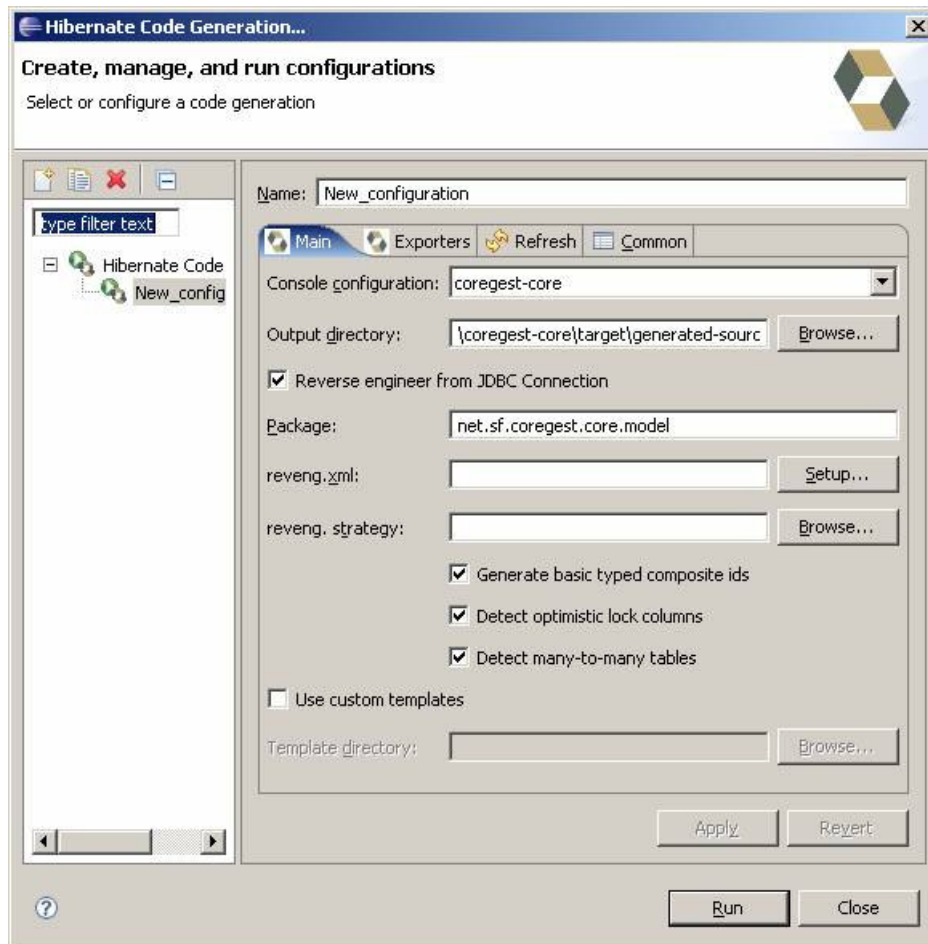 Hibernate Code Generation...
Create, manage, and run configurations
Select or configure a code generation
type filter text
Hibernate Code
New_config
Name: New_configuration
Main Exporters Refresh Common
Console configuration: coregest-core
Output directory: \coregest-core\target\generated-sourc Browse...
Reverse engineer from JDBC Connection
Package: net.sf.coregest.core.model
reveng.xml: Setup...
reveng. strategy: Browse...
Generate basic typed composite ids
Detect optimistic lock columns
Detect many-to-many tables
Use custom templates
Template directory: Browse...
Apply Revert
? Run Close